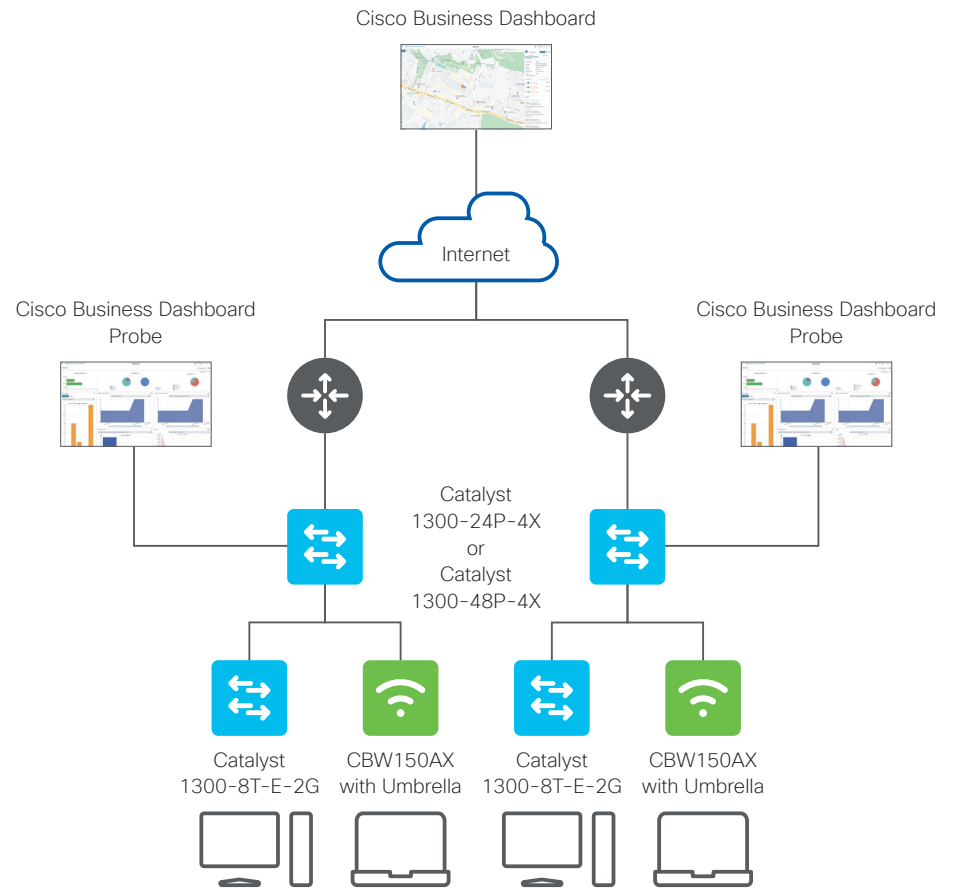 Cisco Business Dashboard
Internet
Cisco Business Dashboard
Probe
Cisco Business Dashboard
Probe
Catalyst
1300-24P-4X
or
Catalyst
1300-48P-4X
Catalyst
1300-8T-E-2G
CBW150AX
with Umbrella
Catalyst
1300-8T-E-2G
CBW150AX
with Umbrella